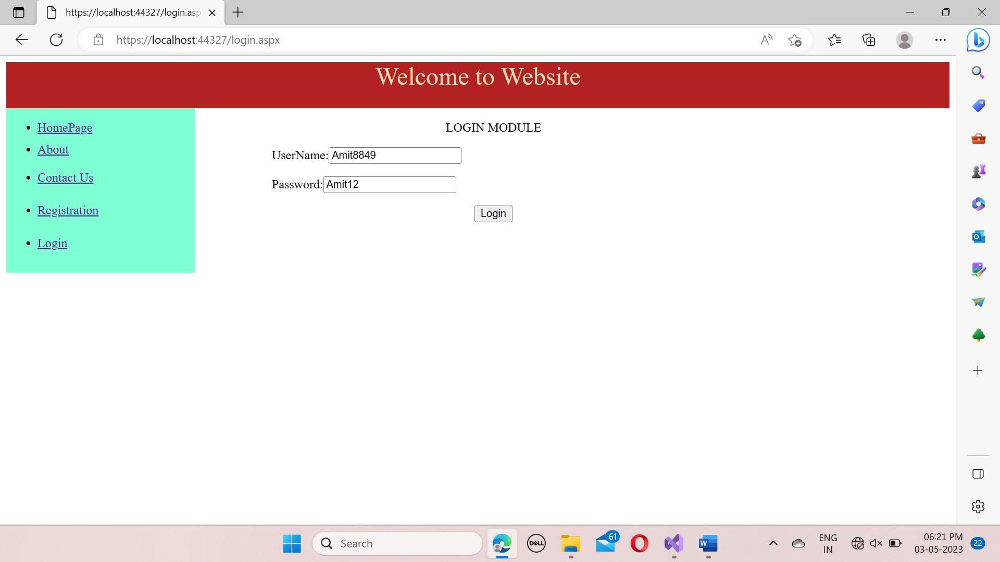 https://localhost:44327/login.asp
https://localhost:44327/login.aspx
Welcome to Website
HomePage
About
Contact Us
Registration
Login
LOGIN MODULE
UserName: Amit8849
Password: Amit12
Login
Search
DELL
61
ENG
IN
06:21 PM
03-05-2023
22